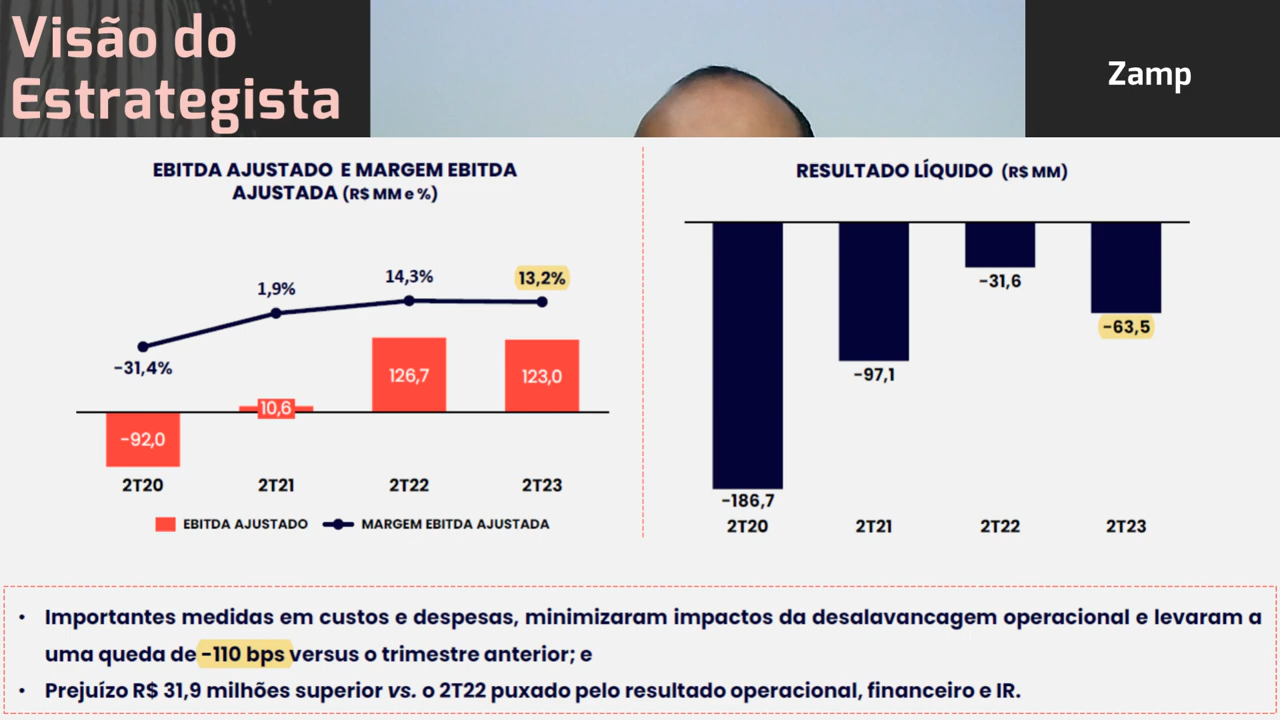 Visão do
Estrategista
Zamp
EBITDA AJUSTADO E MARGEM EBITDA
AJUSTADA (R$ MM e %)
−31,4%
1,9%
14,3%
13,2%
−92,0
10,6
126,7
123,0
2T20
2T21
2T22
2T23
EBITDA AJUSTADO
MARGEM EBITDA AJUSTADA
RESULTADO LÍQUIDO (R$ MM)
−186,7
−97,1
−31,6
−63,5
2T20
2T21
2T22
2T23
• Importantes medidas em custos e despesas, minimizaram impactos da desalavancagem operacional e levaram a
uma queda de -110 bps versus o trimestre anterior; e
• Prejuízo R$ 31,9 milhões superior vs. o 2T22 puxado pelo resultado operacional, financeiro e IR.